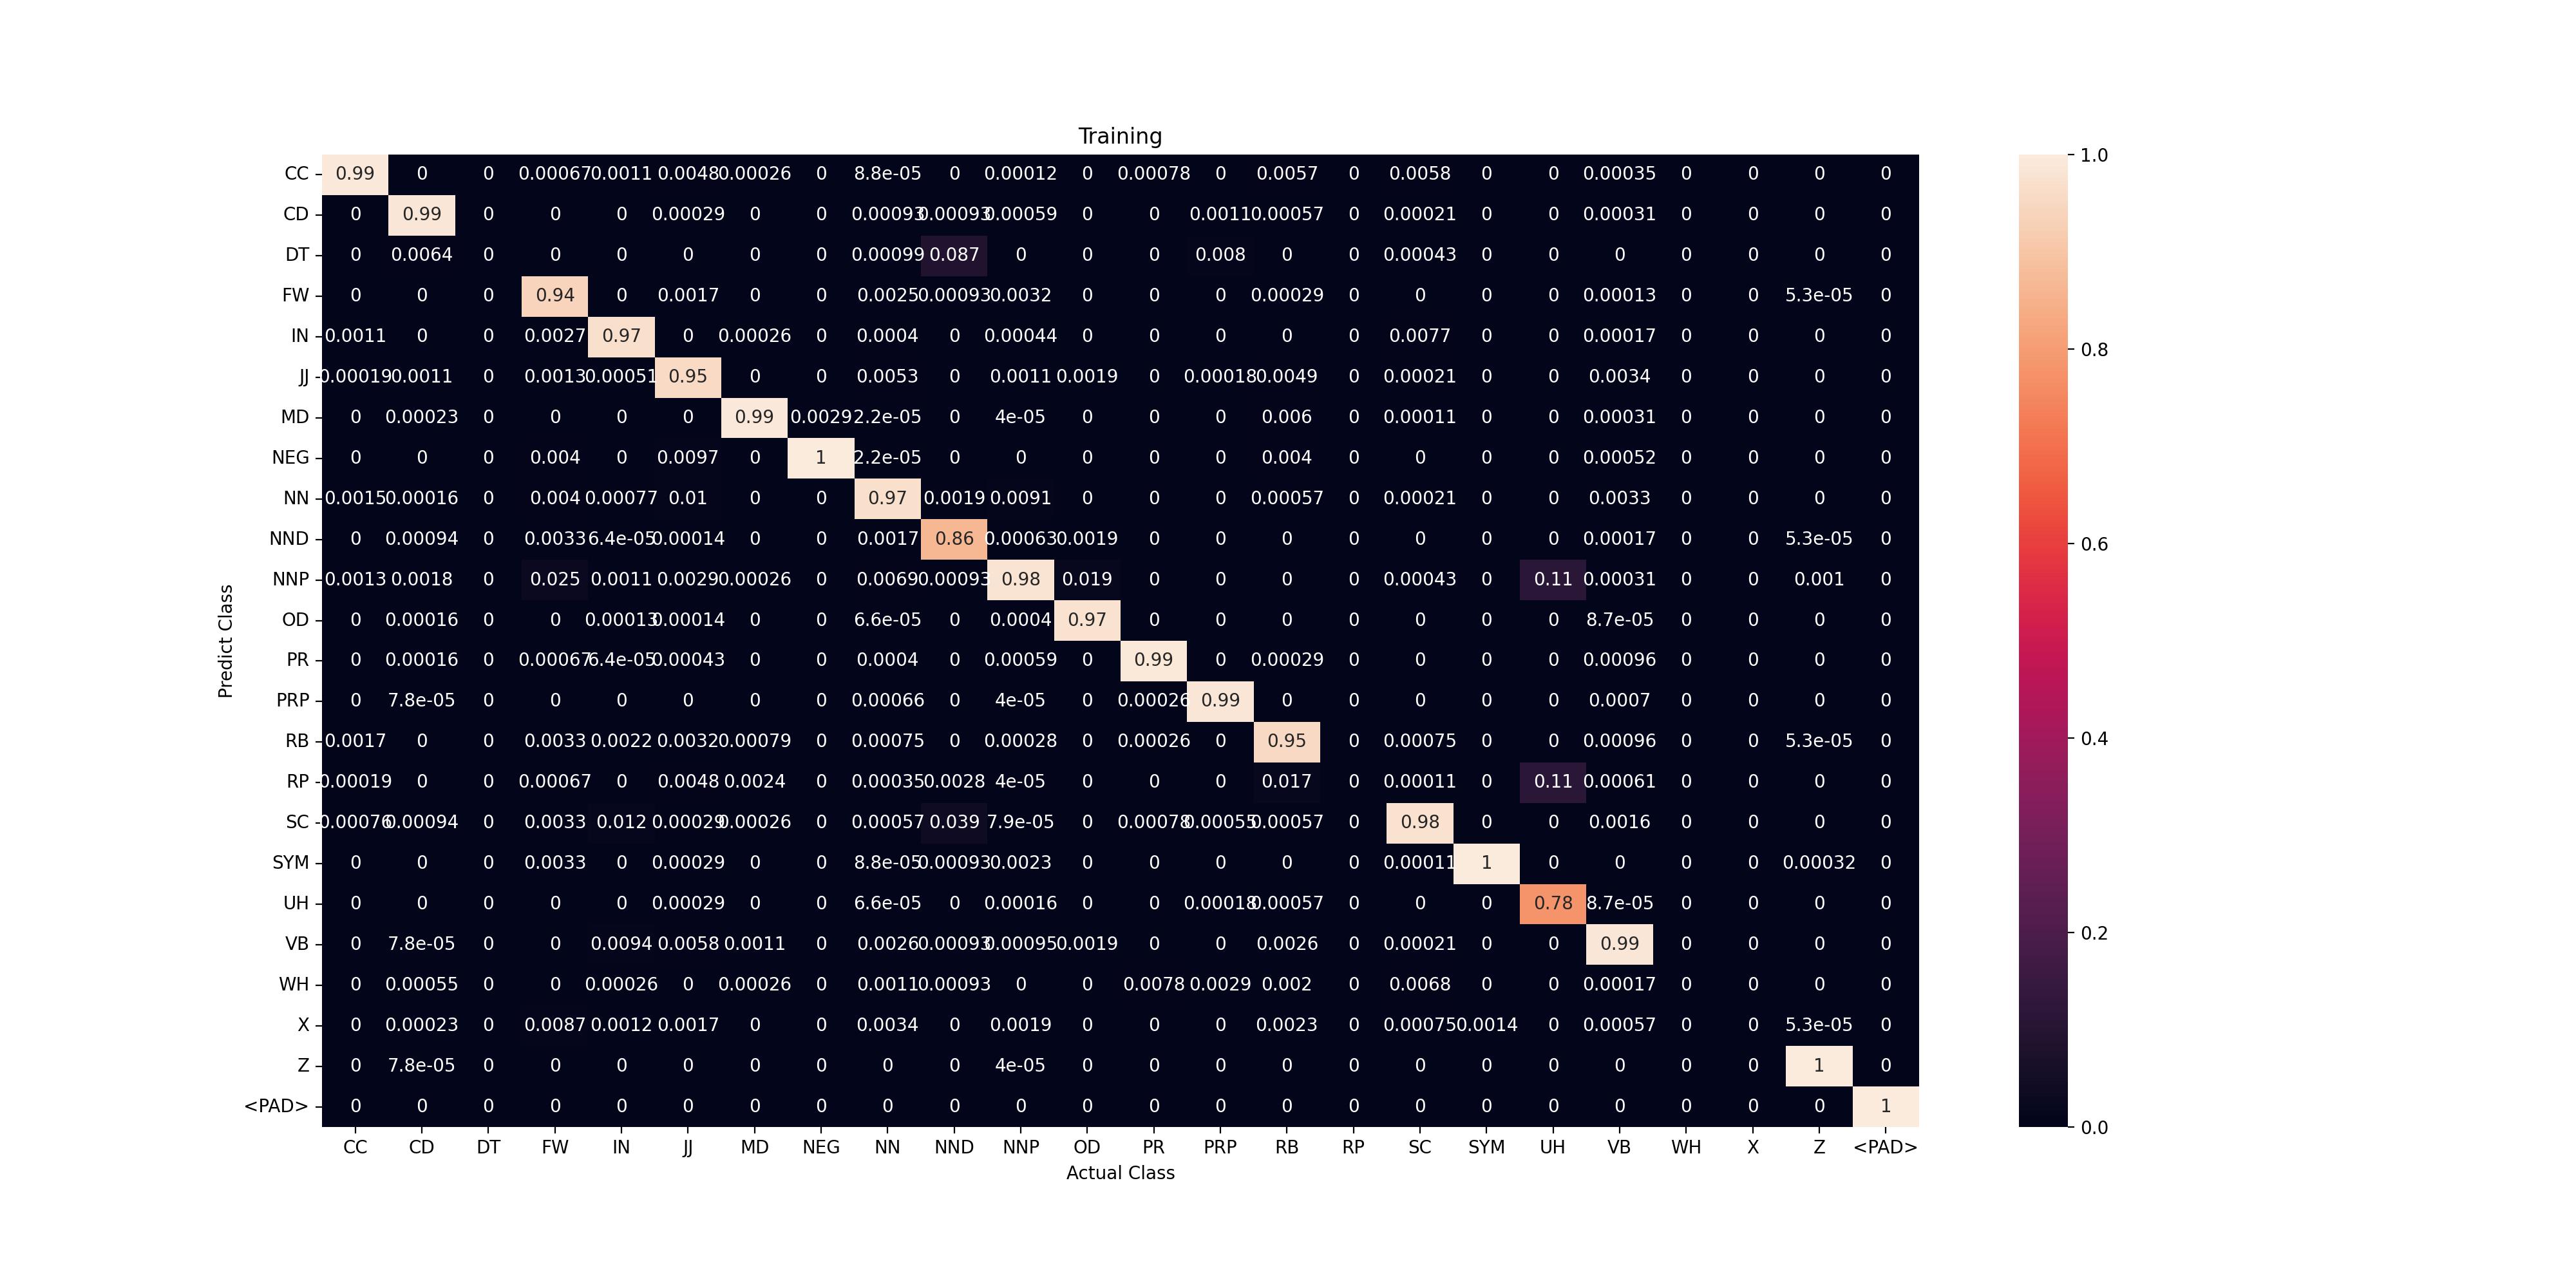 Training
CC 0.99 0 0 0.00067 0.0011 0.0048 0.00026 0 8.8e-05 0 0.00012 0 0.00078 0 0.0057 0 0.0058 0 0 0.00035 0 0 0 0 1.0
CD 0 0.99 0 0 0 0.00029 0 0 0.00093 0.00093 0.00059 0 0 0.0011 0.00057 0 0.00021 0 0 0.00031 0 0 0 0
DT 0 0.0064 0 0 0 0 0 0 0.00099 0.087 0 0 0 0.008 0 0 0.00043 0 0 0 0 0 0 0
FW 0 0 0 0.94 0 0.0017 0 0 0.0025 0.00093 0.0032 0 0 0 0.00029 0 0 0 0 0.00013 0 0 5.3e-05 0
IN 0.0011 0 0 0.0027 0.97 0 0.00026 0 0.0004 0 0.00044 0 0 0 0 0 0.0077 0 0 0.00017 0 0 0 0
0.8
JJ 0.00019 0.0011 0 0.0013 0.00051 0.95 0 0 0.0053 0 0.0011 0.0019 0 0.00018 0.0049 0 0.00021 0 0 0.0034 0 0 0 0
MD 0 0.00023 0 0 0 0 0.99 0.0029 2.2e-05 0 4e-05 0 0 0 0.006 0 0.00011 0 0 0.00031 0 0 0 0
NEG 0 0 0 0.004 0 0.0097 0 1 2.2e-05 0 0 0 0 0 0.004 0 0 0 0 0.00052 0 0 0 0
NN 0.0015 0.00016 0 0.004 0.00077 0.01 0 0 0.97 0.0019 0.0091 0 0 0 0.00057 0 0.00021 0 0 0.0033 0 0 0 0
NND 0 0.00094 0 0.0033 6.4e-05 0.00014 0 0 0.0017 0.86 0.00063 0.0019 0 0 0 0 0 0 0 0.00017 0 0 5.3e-05 0
0.6
NNP 0.0013 0.0018 0 0.025 0.0011 0.0029 0.00026 0 0.0069 0.00093 0.98 0.019 0 0 0 0 0.00043 0 0.11 0.00031 0 0 0.001 0
OD 0 0.00016 0 0 0.00013 0.00014 0 0 6.6e-05 0 0.0004 0.97 0 0 0 0 0 0 0 8.7e-05 0 0 0 0
Predict Class
PR 0 0.00016 0 0.00067 6.4e-05 0.00043 0 0 0.0004 0 0.00059 0 0.99 0 0.00029 0 0 0 0 0.00096 0 0 0 0
PRP 0 7.8e-05 0 0 0 0 0 0 0.00066 0 4e-05 0 0.00026 0.99 0 0 0 0 0 0.0007 0 0 0 0
RB 0.0017 0 0 0.0033 0.0022 0.0032 0.00079 0 0.00075 0 0.00028 0 0.00026 0 0.95 0 0.00075 0 0 0.00096 0 0 5.3e-05 0
0.4
RP 0.00019 0 0 0.00067 0 0.0048 0.0024 0 0.00035 0.0028 4e-05 0 0 0 0.017 0 0.00011 0 0.11 0.00061 0 0 0 0
SC 0.00076 0.00094 0 0.0033 0.012 0.00029 0.00026 0 0.00057 0.039 7.9e-05 0 0.00078 0.00055 0.00057 0 0.98 0 0 0.0016 0 0 0 0
SYM 0 0 0 0.0033 0 0.00029 0 0 8.8e-05 0.00093 0.0023 0 0 0 0 0 0.00011 1 0 0 0 0 0.00032 0
UH 0 0 0 0 0 0.00029 0 0 6.6e-05 0 0.00016 0 0 0.00018 0.00057 0 0 0 0.78 8.7e-05 0 0 0 0
0.2
VB 0 7.8e-05 0 0 0.0094 0.0058 0.0011 0 0.0026 0.00093 0.00095 0.0019 0 0 0.0026 0 0.00021 0 0 0.99 0 0 0 0
WH 0 0.00055 0 0 0.00026 0 0.00026 0 0.0011 0.00093 0 0 0.0078 0.0029 0.002 0 0.0068 0 0 0.00017 0 0 0 0
X 0 0.00023 0 0.0087 0.0012 0.0017 0 0 0.0034 0 0.0019 0 0 0 0.0023 0 0.00075 0.0014 0 0.00057 0 0 5.3e-05 0
Z 0 7.8e-05 0 0 0 0 0 0 0 0 4e-05 0 0 0 0 0 0 0 0 0 0 0 1 0
<PAD> 0 0 0 0 0 0 0 0 0 0 0 0 0 0 0 0 0 0 0 0 0 0 0 1
0.0
CC CD DT FW IN JJ MD NEG NN NND NNP OD PR PRP RB RP SC SYM UH VB WH X Z <PAD>
Actual Class